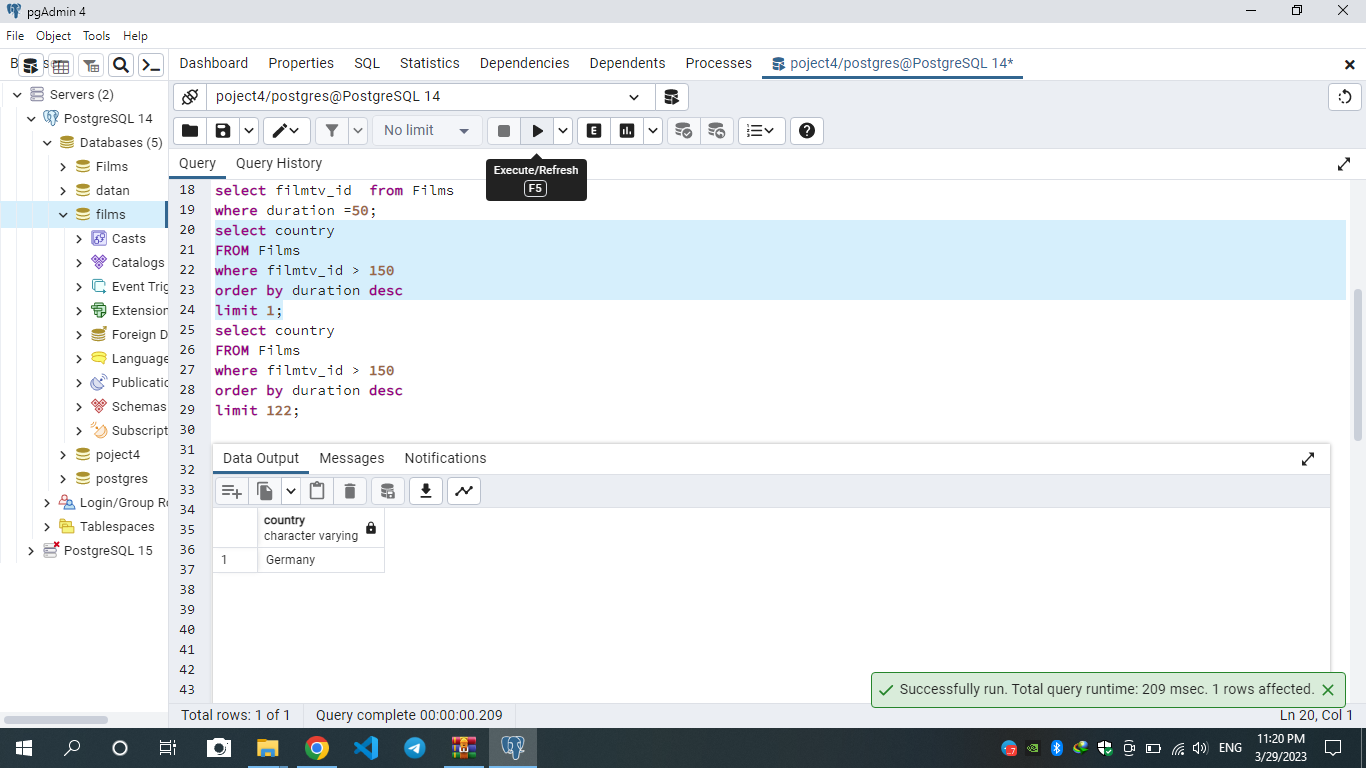 pgAdmin 4
File Object Tools Help
Dashboard Properties SQL Statistics Dependencies Dependents Processes poject4/postgres@PostgreSQL 14*
poject4/postgres@PostgreSQL 14
No limit
E
Query Query History
Execute/Refresh
F5
Servers (2)
PostgreSQL 14
Databases (5)
Films
datan
films
Casts
Catalogs
Event Trig
Extension
Foreign D
Language
Publicatio
Schemas
Subscript
poject4
postgres
Login/Group Ro
Tablespaces
PostgreSQL 15
18 select filmtv_id  from Films
19 where duration =50;
20 select country
21 FROM Films
22 where filmtv_id > 150
23 order by duration desc
24 limit 1;
25 select country
26 FROM Films
27 where filmtv_id > 150
28 order by duration desc
29 limit 122;
30
31
32
33
34
35
36
37
38
39
40
41
42
43
Data Output Messages Notifications
country
character varying
1 Germany
Successfully run. Total query runtime: 209 msec. 1 rows affected.
Total rows: 1 of 1 Query complete 00:00:00.209 Ln 20, Col 1
ENG 11:20 PM
3/29/2023